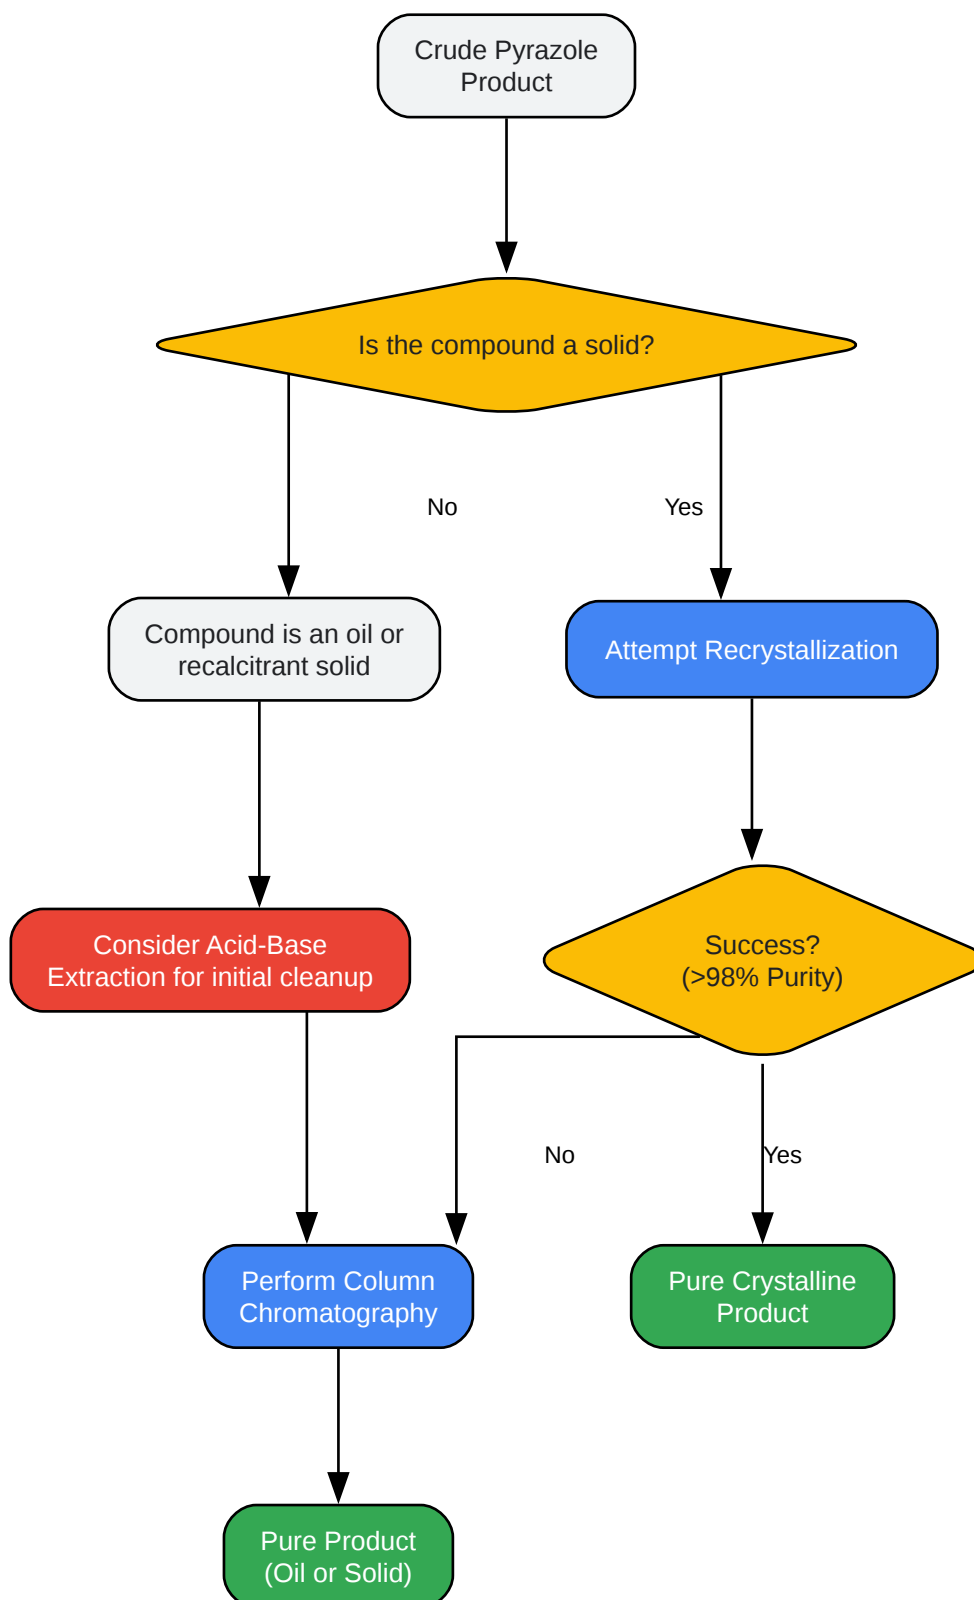 Crude Pyrazole
Product
Is the compound a solid?
No
Yes
Compound is an oil or
recalcitrant solid
Attempt Recrystallization
Consider Acid-Base
Extraction for initial cleanup
Success?
(>98% Purity)
No
Yes
Perform Column
Chromatography
Pure Crystalline
Product
Pure Product
(Oil or Solid)